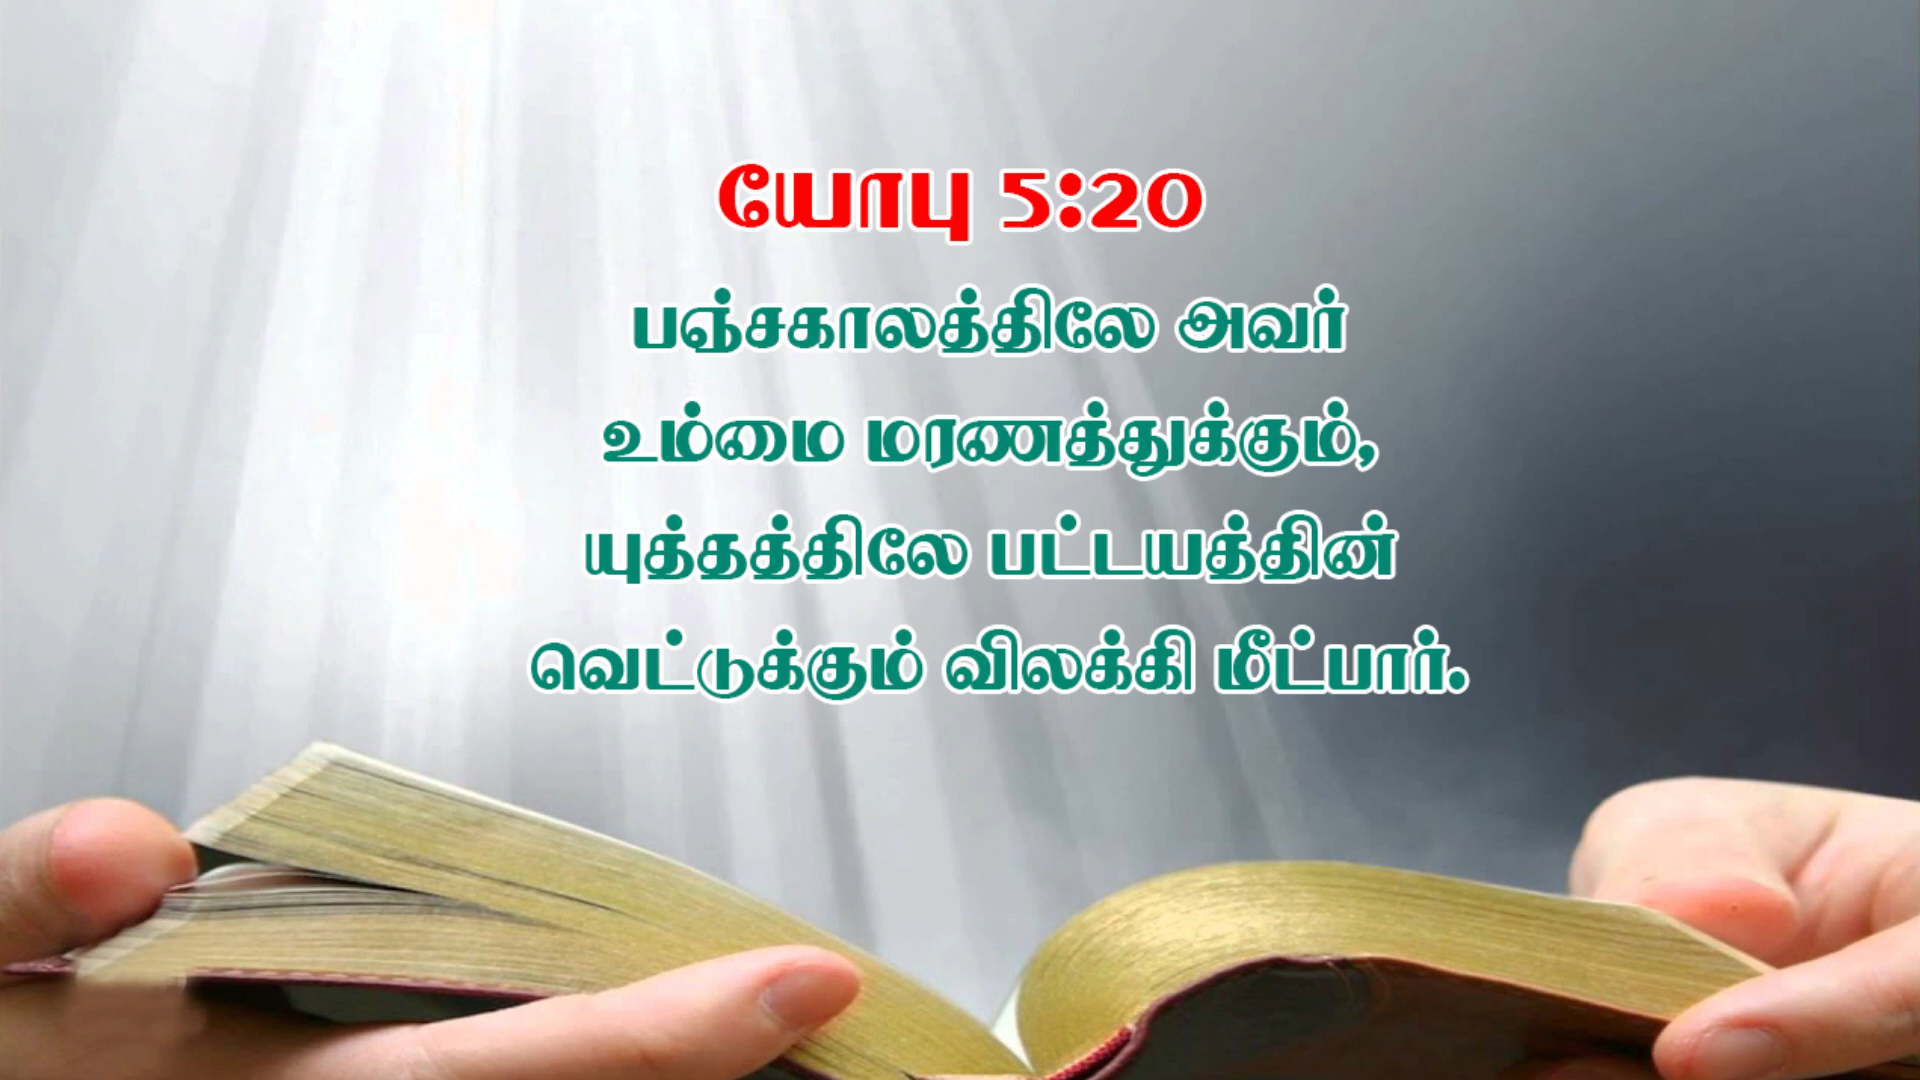 யோபு 5:20
பஞ்சகாலத்திலே அவர்
உம்மை மரணத்துக்கும்,
யுத்தத்திலே பட்டயத்தின்
வெட்டுக்கும் விலக்கி மீட்பார்.